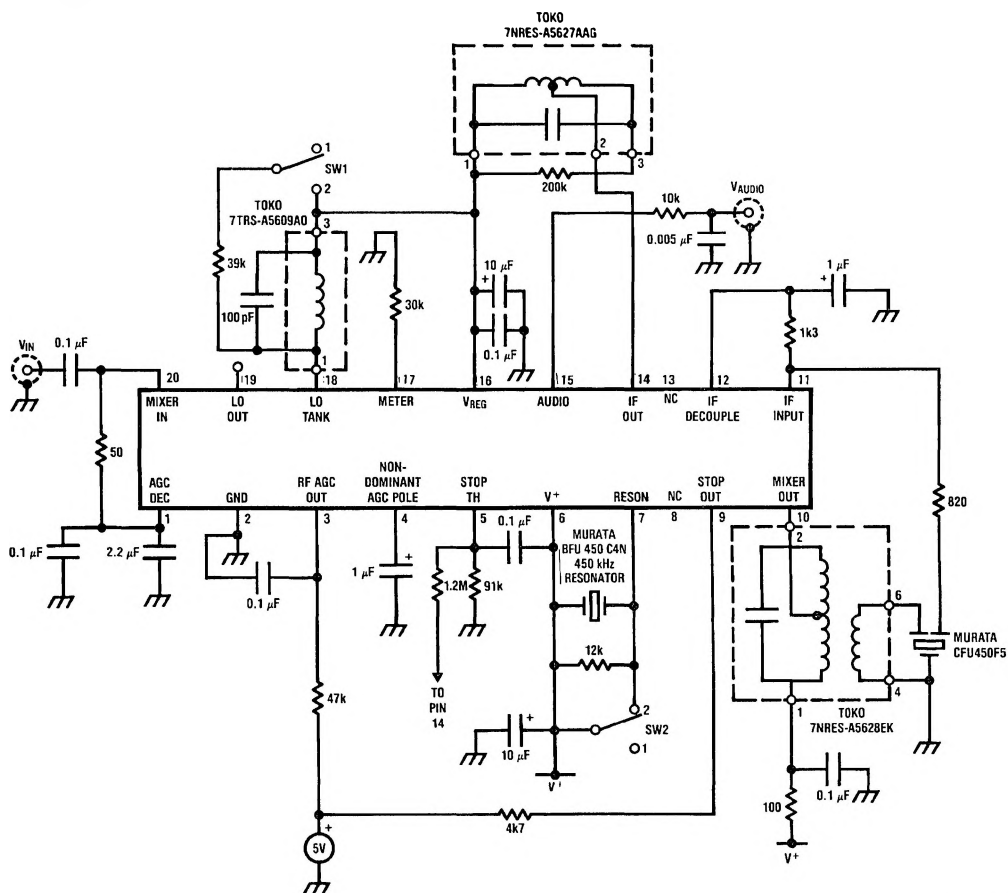 TOKO
7NRES-A5627AAG
1
2
3
200k
1
SW1
2
TOKO
7TRS-A5609AO
3
39k
100 pF
1
30k
10 µF
+
0.1 µF
10k
VAUDIO
0.005 µF
1 µF
+
1k3
VIN
0.1 µF
50
20
19
18
17
16
15
14
13
12
11
MIXER
IN
LO
OUT
LO
TANK
METER
VREG
AUDIO
IF
OUT
NC
IF
DECOUPLE
IF
INPUT
AGC
DEC
GND
RF AGC
OUT
NON-
DOMINANT
AGC POLE
STOP
TH
V+
RESON
NC
STOP
OUT
MIXER
OUT
1
2
3
4
5
6
7
8
9
10
0.1 µF
2.2 µF
0.1 µF
1 µF
+
0.1 µF
1.2M
91k
TO
PIN
14
MURATA
BFU 450 C4N
450 kHz
RESONATOR
12k
2
SW2
1
10 µF
+
V+
47k
4k7
+
5V
820
2
6
4
1
MURATA
CFU450F5
TOKO
7NRES-A5628EK
0.1 µF
100
V+